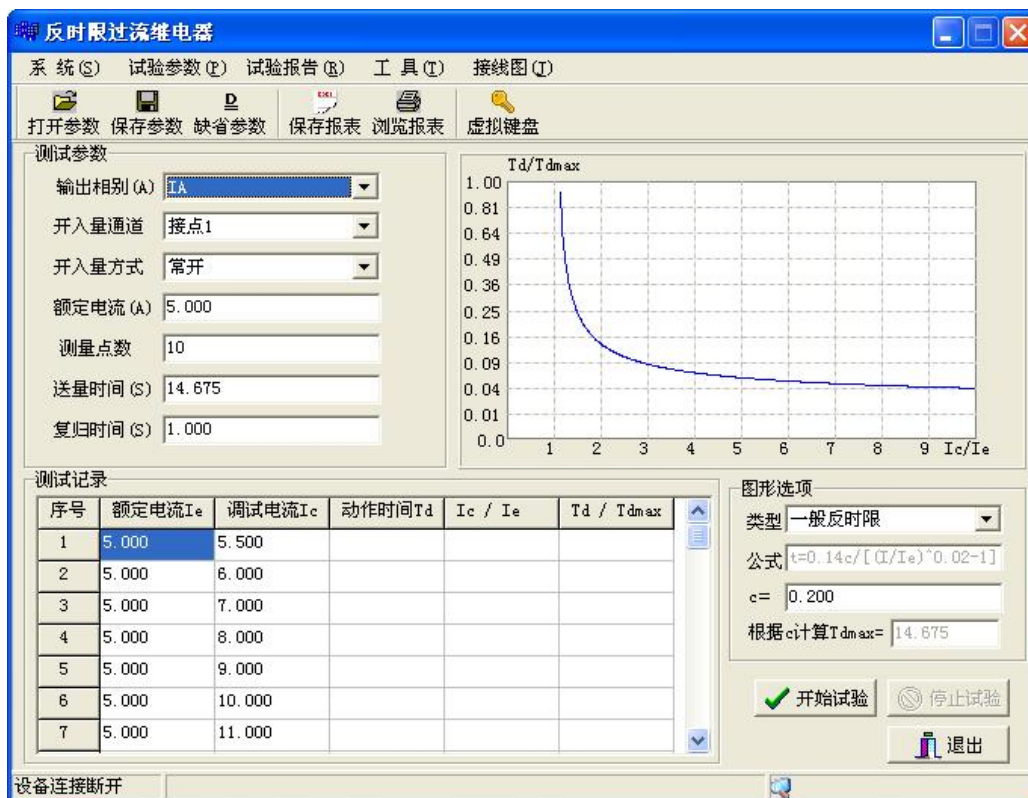 反时限过流继电器
系 统(S) 试验参数(P) 试验报告(R) 工 具(T) 接线图(J)
D
打开参数 保存参数 缺省参数 保存报表 浏览报表 虚拟键盘
测试参数
输出相别(A) IA
开入量通道 接点1
开入量方式 常开
额定电流(A) 5.000
测量点数 10
送量时间(S) 14.675
复归时间(S) 1.000
Td/Tdmax
1.00
0.81
0.64
0.49
0.36
0.25
0.16
0.09
0.04
0.01
0.0
1 2 3 4 5 6 7 8 9 Ic/Ie
测试记录
序号 额定电流Ie 调试电流Ic 动作时间Td Ic / Ie Td / Tdmax
1 5.000 5.500
2 5.000 6.000
3 5.000 7.000
4 5.000 8.000
5 5.000 9.000
6 5.000 10.000
7 5.000 11.000
图形选项
类型 一般反时限
公式 t=0.14c/[(I/Ie)^0.02-1]
c= 0.200
根据c计算Tdmax= 14.675
开始试验 停止试验
退出
设备连接断开